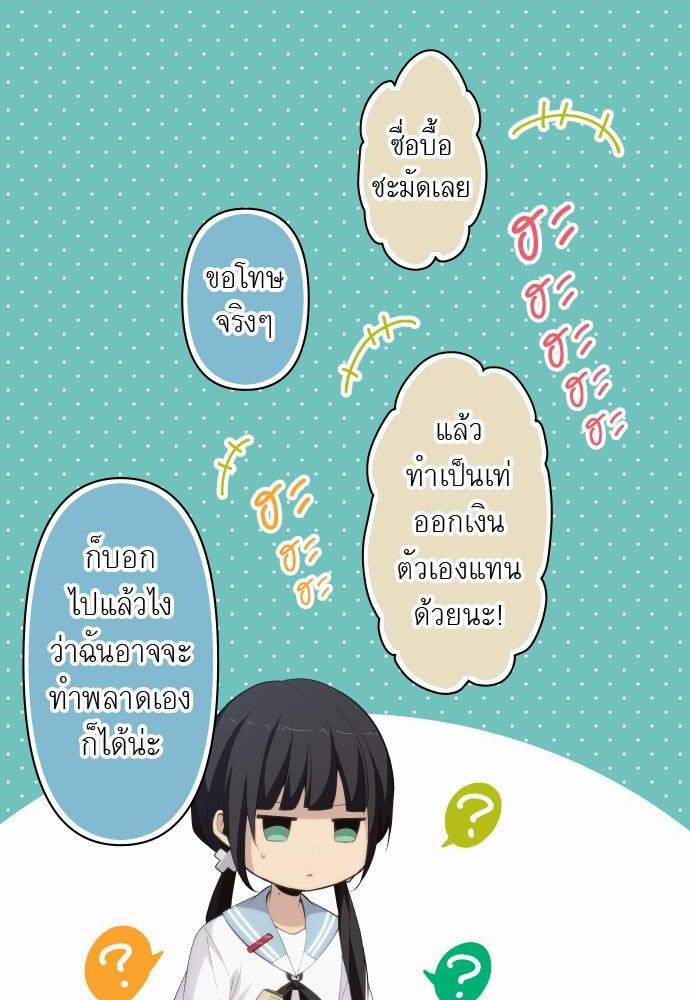 ซื่อบื้อ
ชะมัดเลย
ขอโทษ
จริงๆ
ฮะ
ฮะ
ฮะ
ฮะ
ฮะ
แล้ว
ทำเป็นเท่
ออกเงิน
ตัวเองแทน
ด้วยนะ!
ฮะ
ฮะ
ฮะ
ก็บอก
ไปแล้วไง
ว่าฉันอาจจะ
ทำพลาดเอง
ก็ได้น่ะ
?
?
?